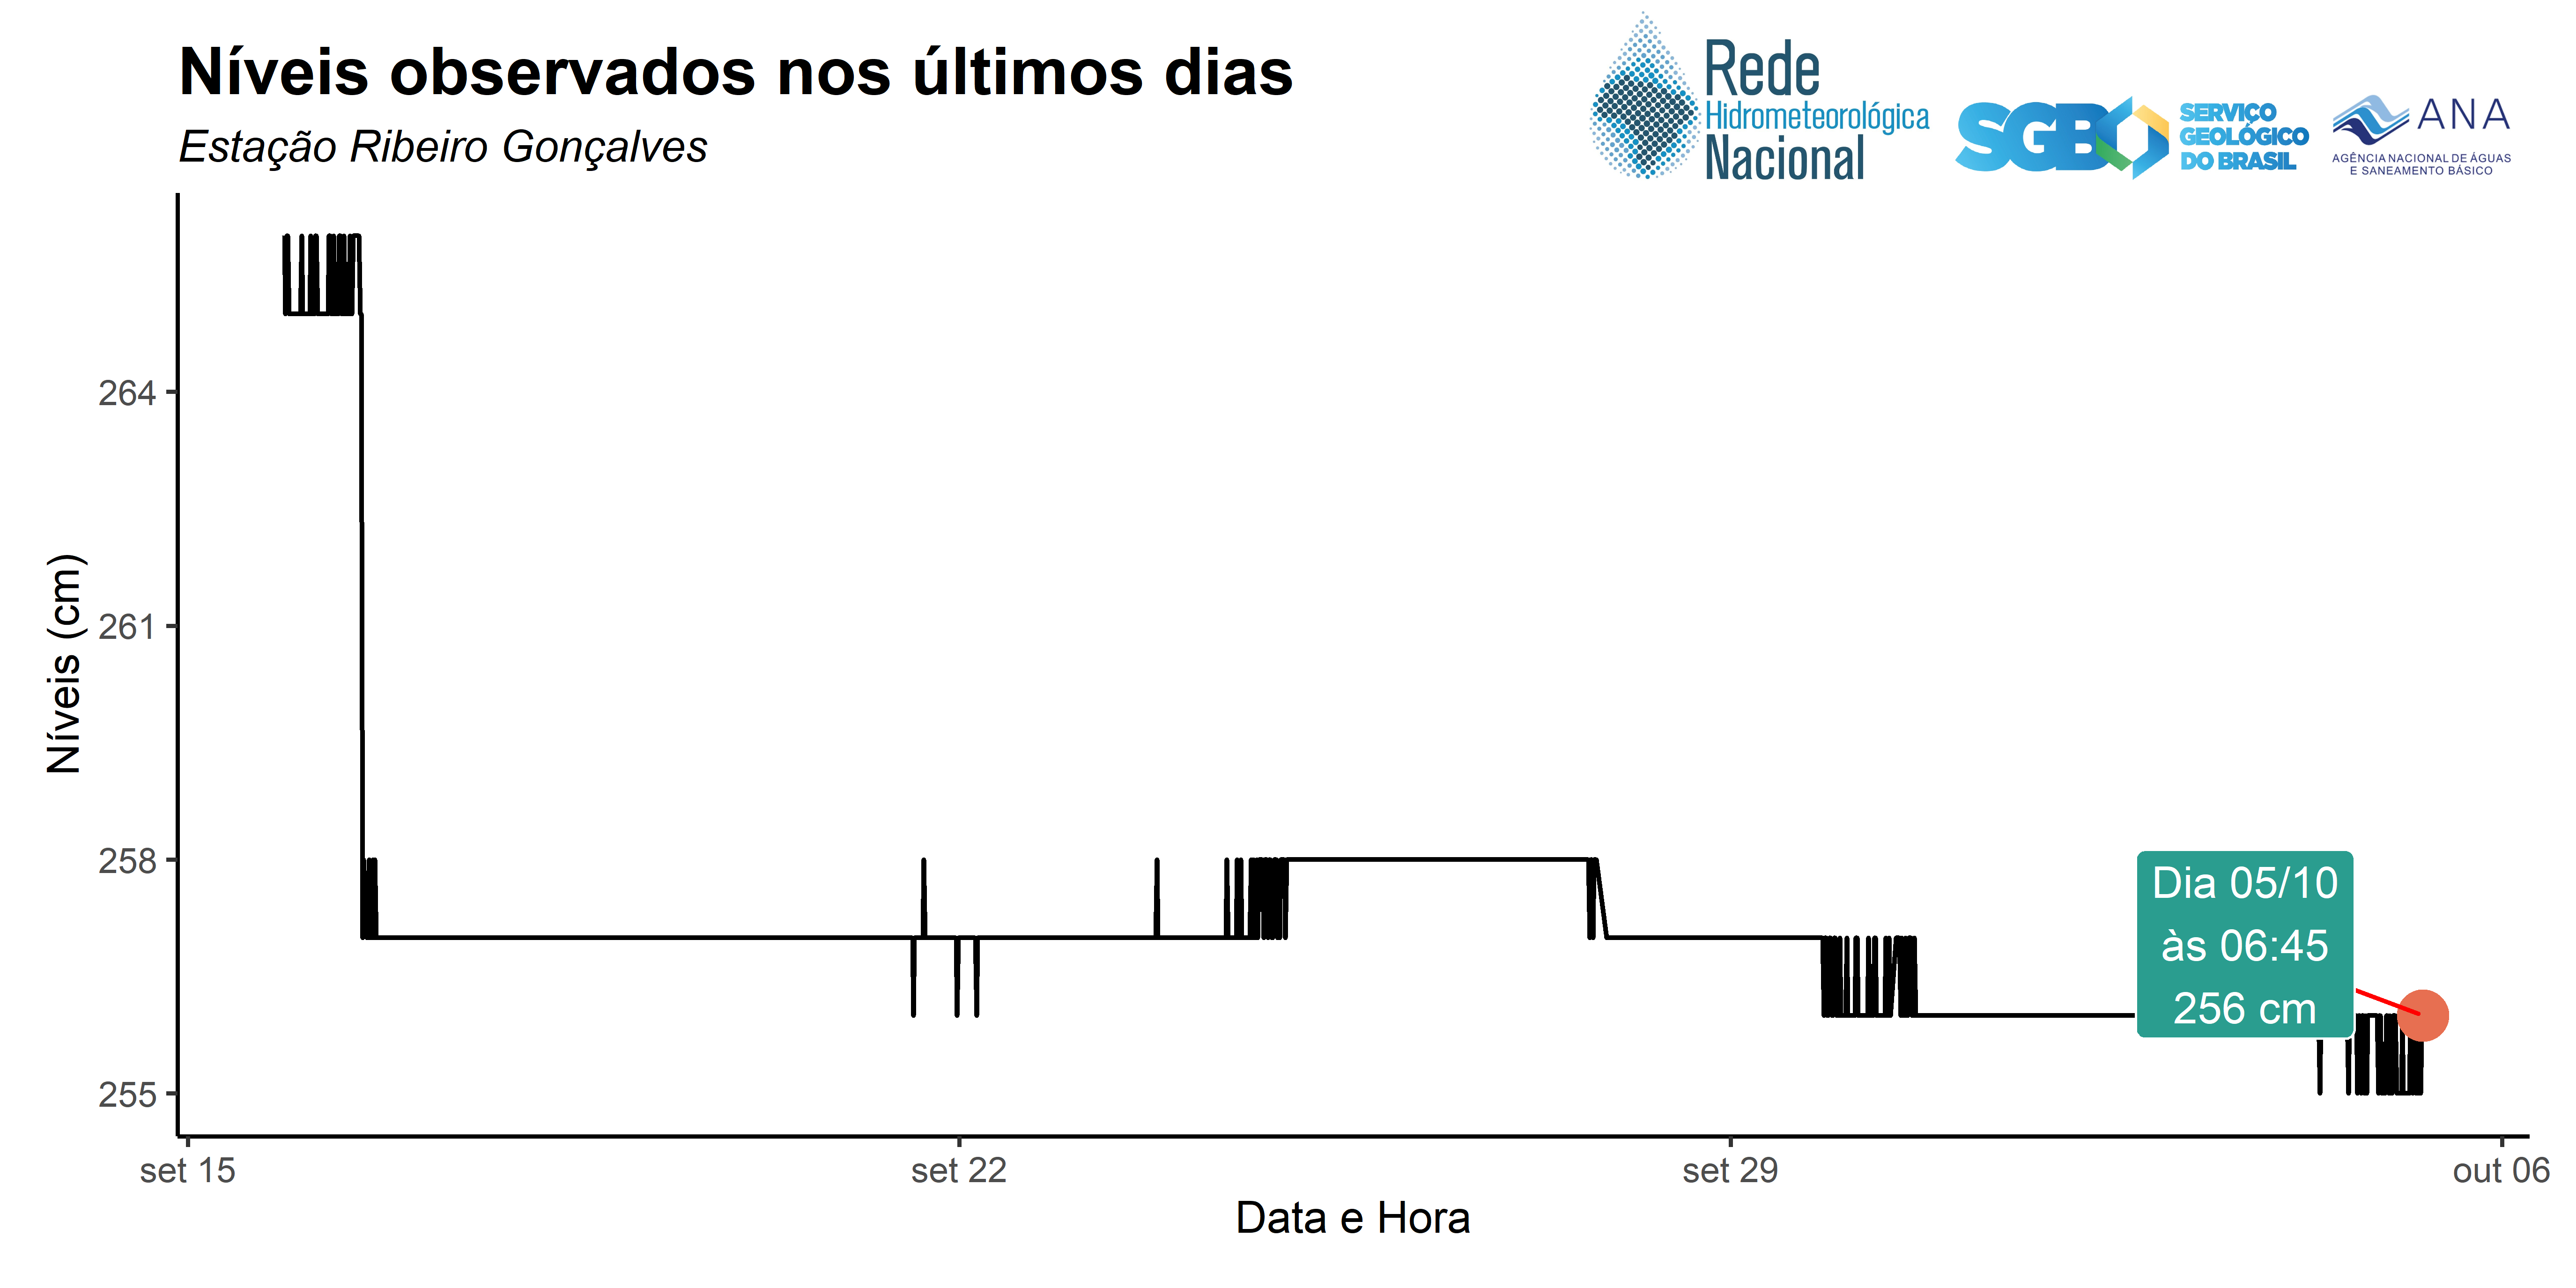 Níveis observados nos últimos dias
Estação Ribeiro Gonçalves
Rede
Hidrometeorológica
Nacional
SGB
SERVIÇO
GEOLÓGICO
DO BRASIL
ANA
AGÊNCIA NACIONAL DE ÁGUAS
E SANEAMENTO BÁSICO
Níveis (cm)
264
261
258
255
Dia 05/10
às 06:45
256 cm
set 15
set 22
set 29
out 06
Data e Hora